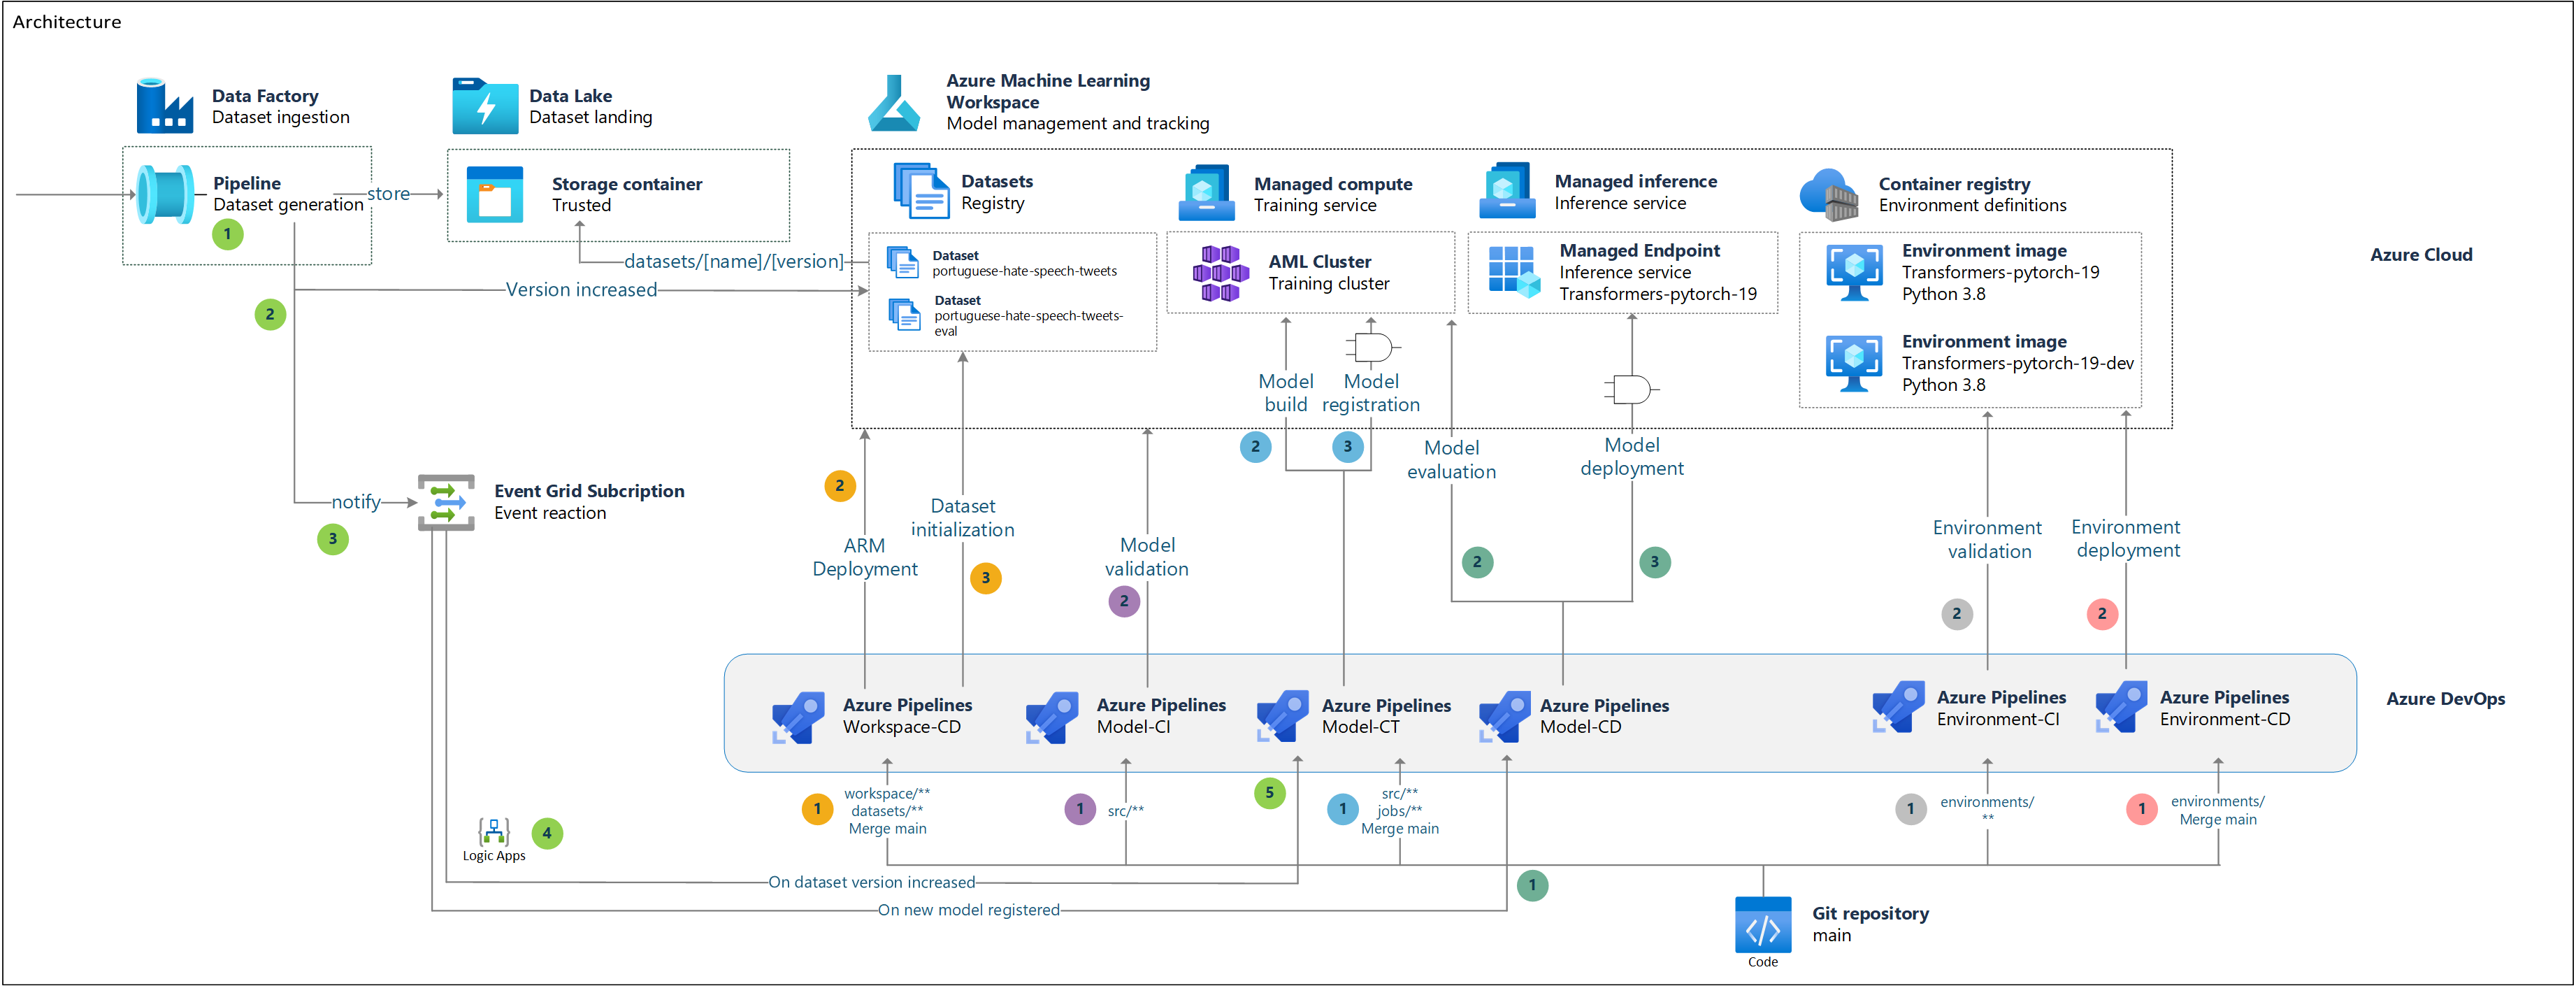 Architecture
Data Factory
Dataset ingestion
Data Lake
Dataset landing
Azure Machine Learning
Workspace
Model management and tracking
Pipeline
Dataset generation
1
store
Storage container
Trusted
Datasets
Registry
Managed compute
Training service
Managed inference
Inference service
Container registry
Environment definitions
datasets/[name]/[version]
Dataset
portuguese-hate-speech-tweets
Dataset
portuguese-hate-speech-tweets-
eval
AML Cluster
Training cluster
Managed Endpoint
Inference service
Transformers-pytorch-19
Environment image
Transformers-pytorch-19
Python 3.8
Environment image
Transformers-pytorch-19-dev
Python 3.8
Azure Cloud
2
Version increased
Model
build
Model
registration
2
3
Model
evaluation
Model
deployment
notify
3
Event Grid Subcription
Event reaction
2
ARM
Deployment
Dataset
initialization
3
Model
validation
2
2
3
Environment
validation
2
Environment
deployment
2
Azure Pipelines
Workspace-CD
Azure Pipelines
Model-CI
Azure Pipelines
Model-CT
Azure Pipelines
Model-CD
Azure Pipelines
Environment-CI
Azure Pipelines
Environment-CD
Azure DevOps
1
workspace/**
datasets/**
Merge main
1
src/**
5
1
src/**
jobs/**
Merge main
1
environments/
**
1
environments/
Merge main
Logic Apps
4
On dataset version increased
On new model registered
1
Git repository
main
Code